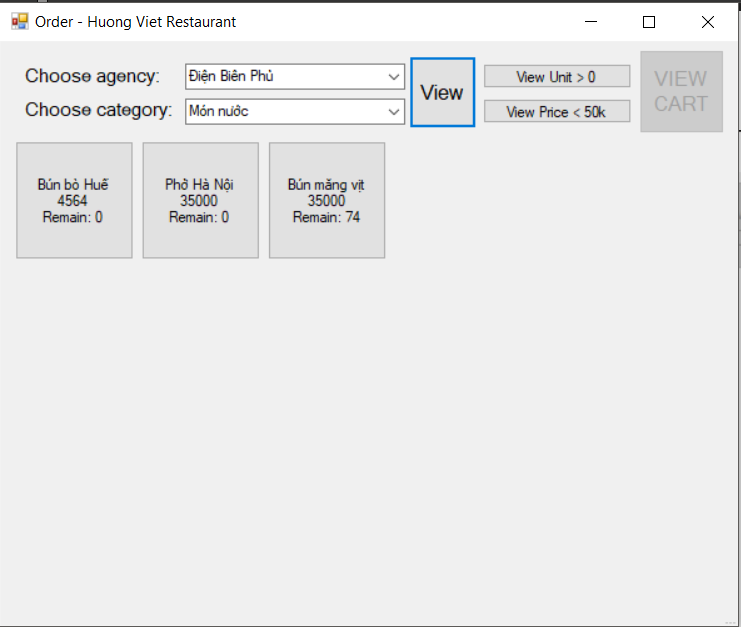 Order - Huong Viet Restaurant
Choose agency:
Điện Biên Phủ
Choose category:
Món nước
View
View Unit > 0
View Price < 50k
VIEW
CART
Bún bò Huế
4564
Remain: 0
Phở Hà Nội
35000
Remain: 0
Bún măng vịt
35000
Remain: 74